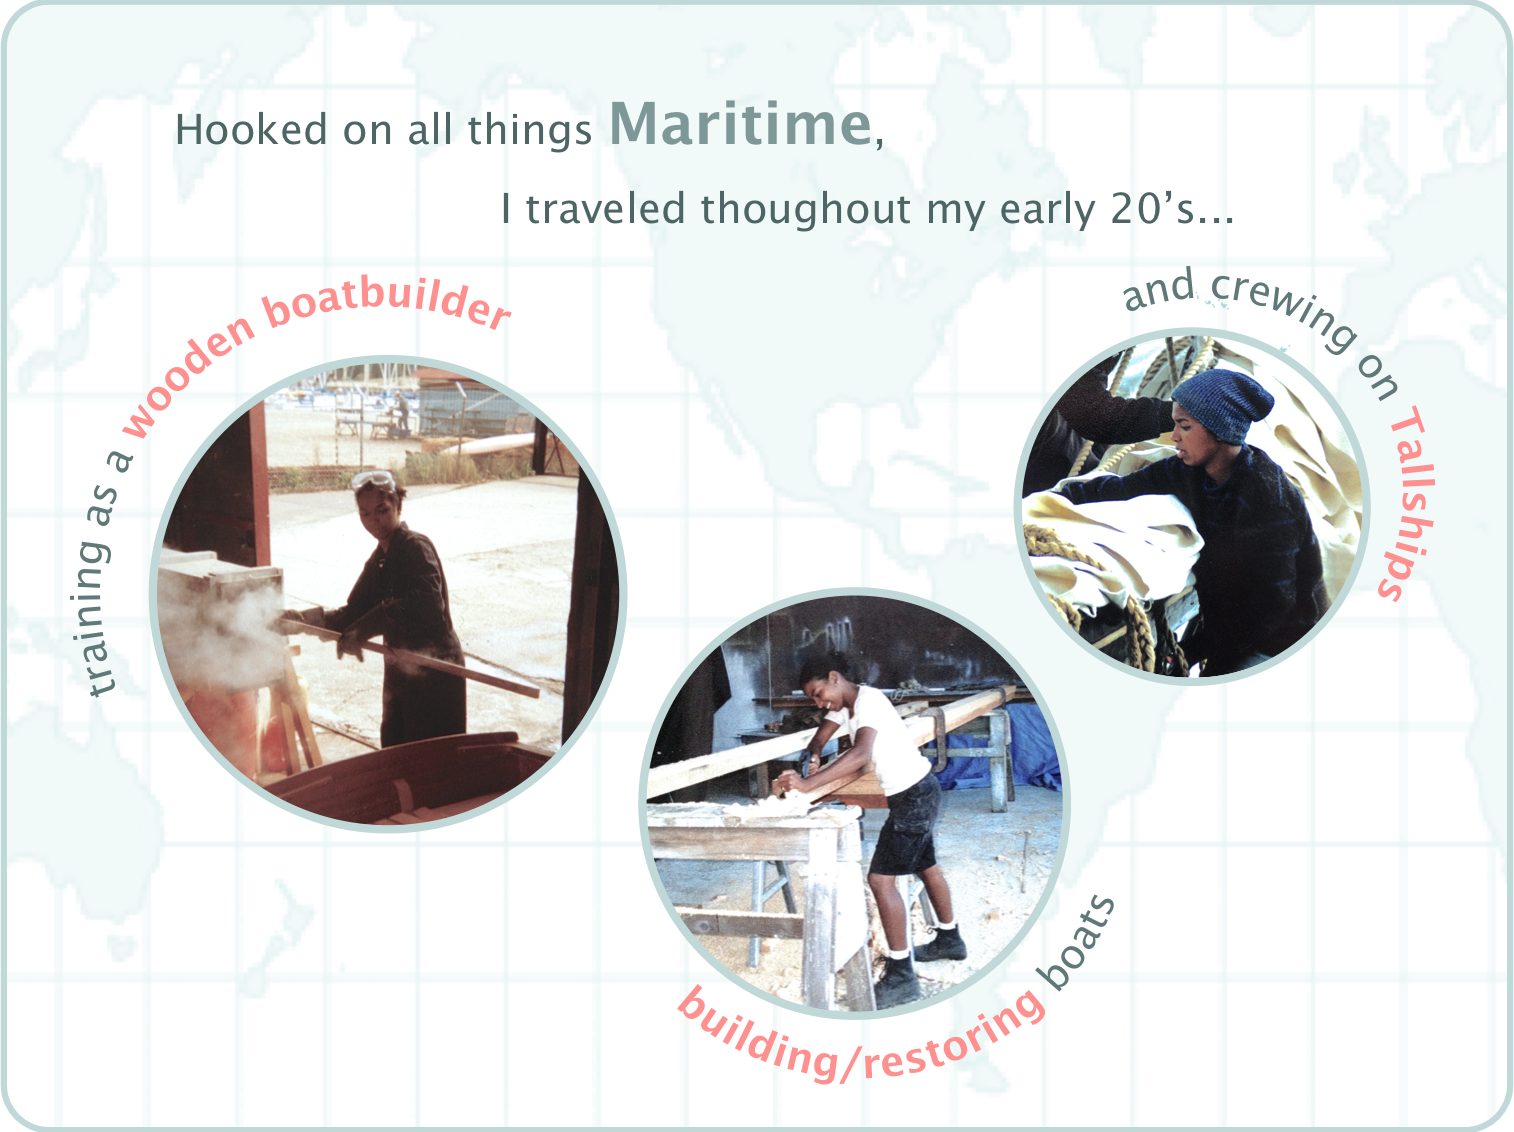 Hooked on all things Maritime,
I traveled thoughout my early 20’s...
training as a wooden boatbuilder
building/restoring boats
and crewing on Tallships